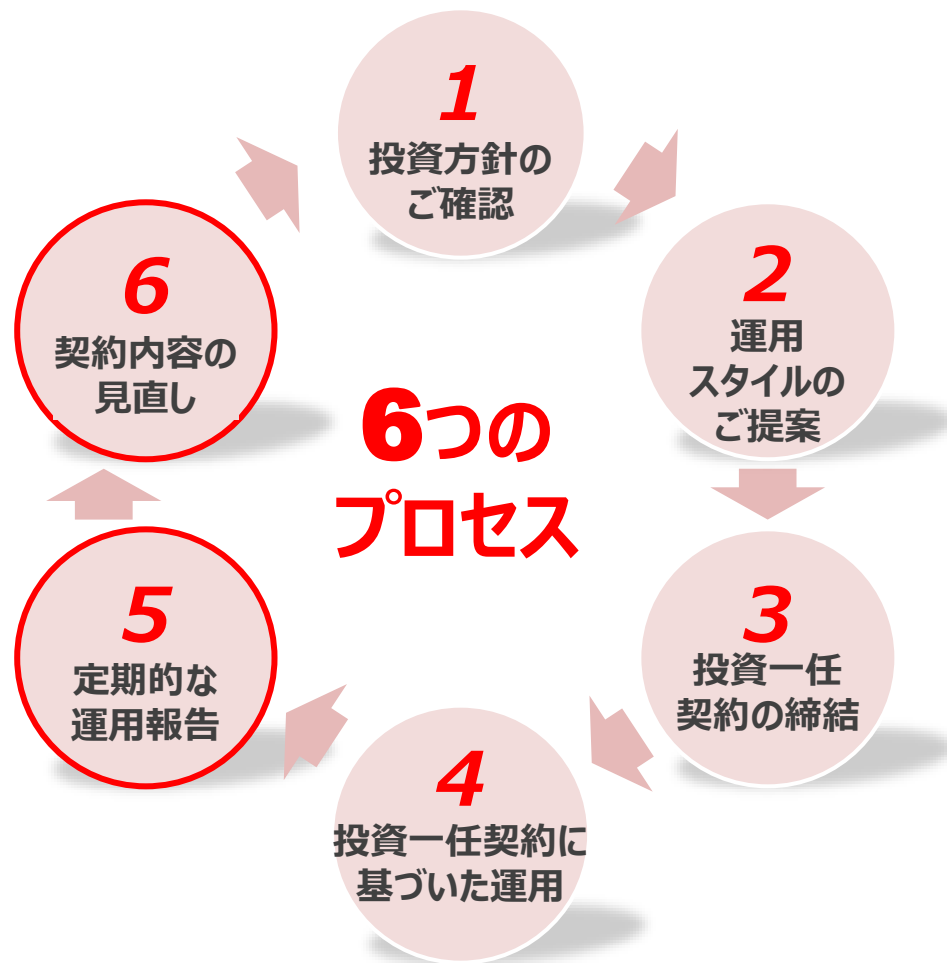 1
投資方針の
ご確認
2
運用
スタイルの
ご提案
3
投資一任
契約の締結
4
投資一任契約に
基づいた運用
5
定期的な
運用報告
6
契約内容の
見直し
6つの
プロセス